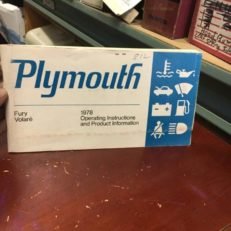 Plymouth
Fury
Volaré
1978
Operating Instructions
and Product Information